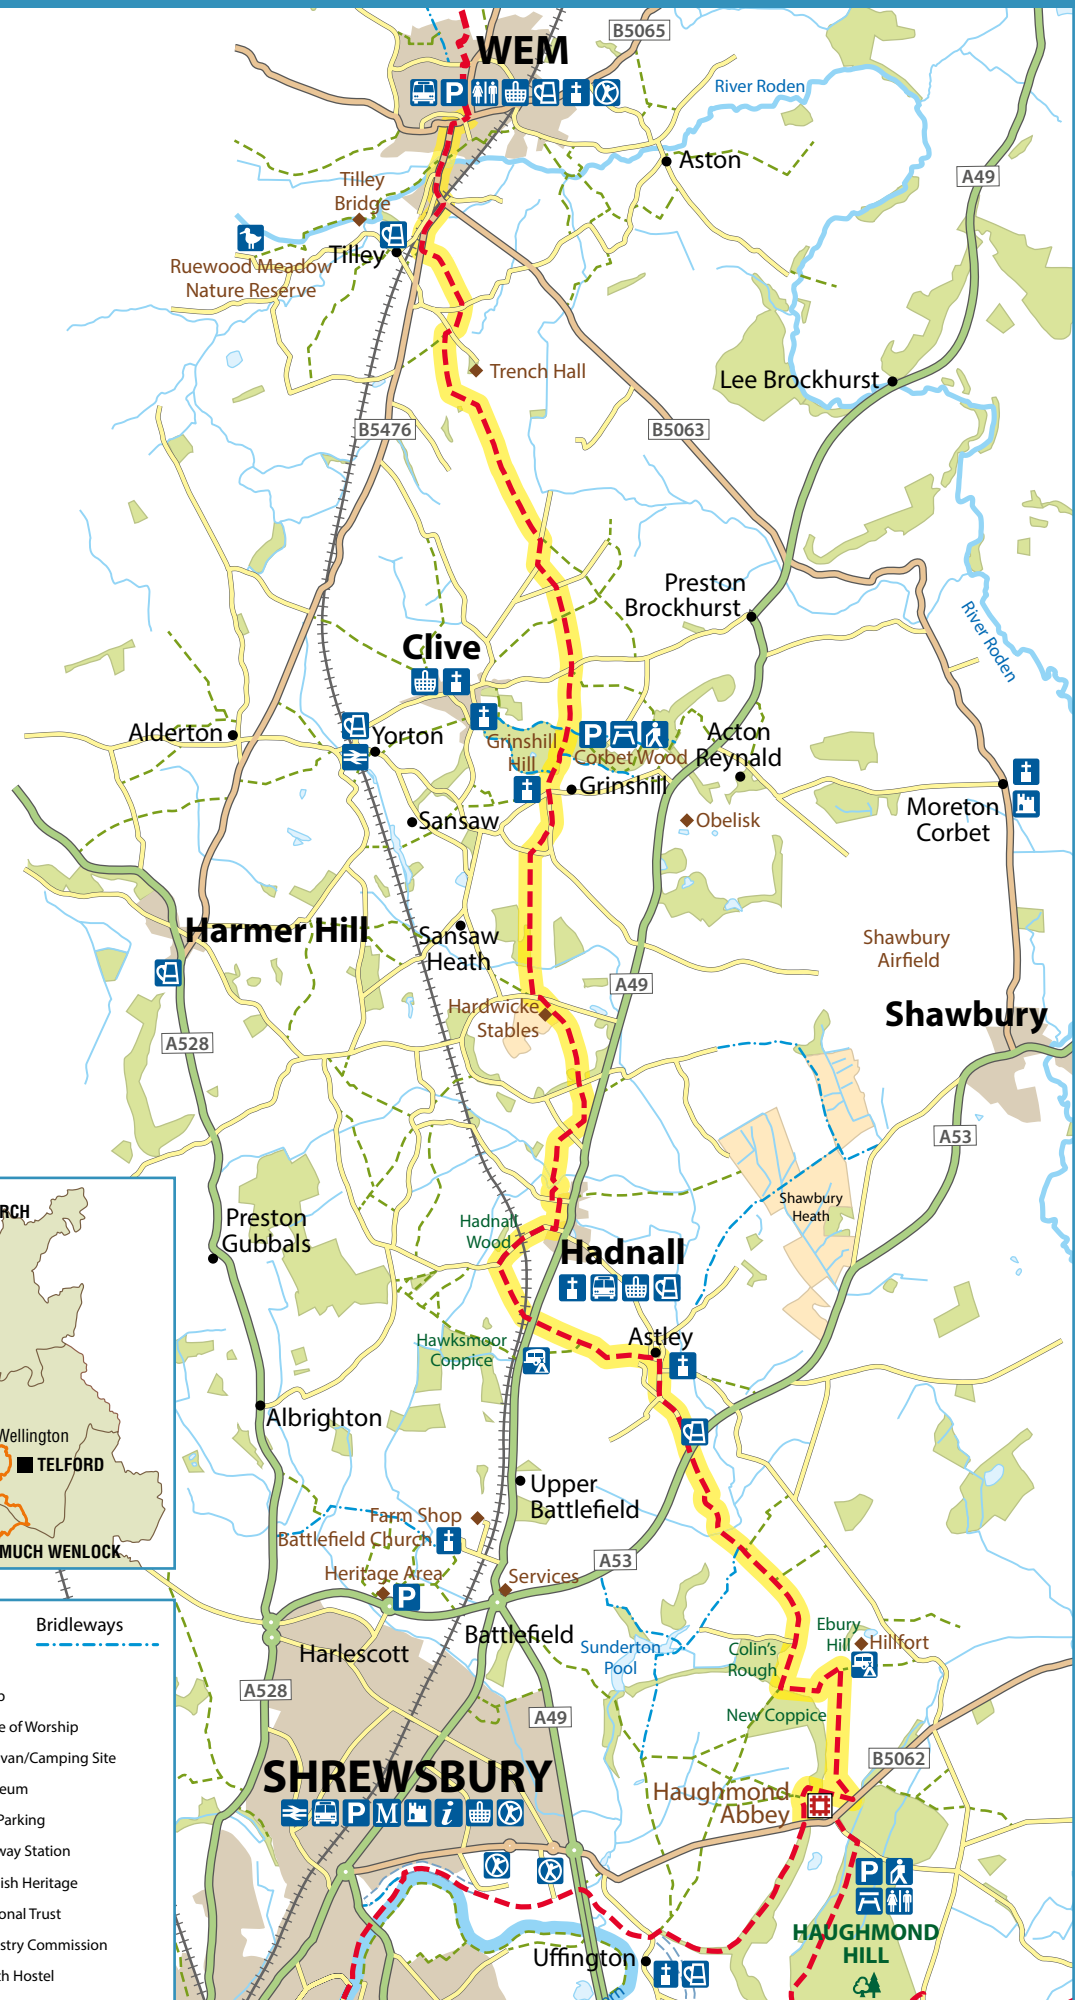 B5065
WEM
P
River Roden
Aston
A49
Tilley
Bridge
Tilley
Ruewood Meadow
Nature Reserve
Trench Hall
Lee Brockhurst
B5476
B5063
Preston
Brockhurst
River Roden
Clive
Alderton
Yorton
Grinshill
Hill
P
Corbet Wood
Acton
Reynald
Grinshill
Moreton
Corbet
Sansaw
Obelisk
Harmer Hill
Sansaw
Heath
Shawbury
Airfield
A49
Hardwicke
Stables
Shawbury
A528
A53
Shawbury
Heath
RCH
Preston
Gubbals
Hadnall
Wood
Hadnall
Hawksmoor
Coppice
Astley
Albrighton
Wellington
TELFORD
MUCH WENLOCK
Upper
Battlefield
Farm Shop
Battlefield Church
Heritage Area
P
A53
Services
Bridleways
Harlescott
Battlefield
Sunderton
Pool
Colin's
Rough
Ebury
Hill
Hillfort
A528
A49
New Coppice
B5062
p
e of Worship
van/Camping Site
eum
Parking
way Station
ish Heritage
onal Trust
stry Commission
th Hostel
SHREWSBURY
P M i
Haughmond
Abbey
P
HAUGHMOND
HILL
Uffington